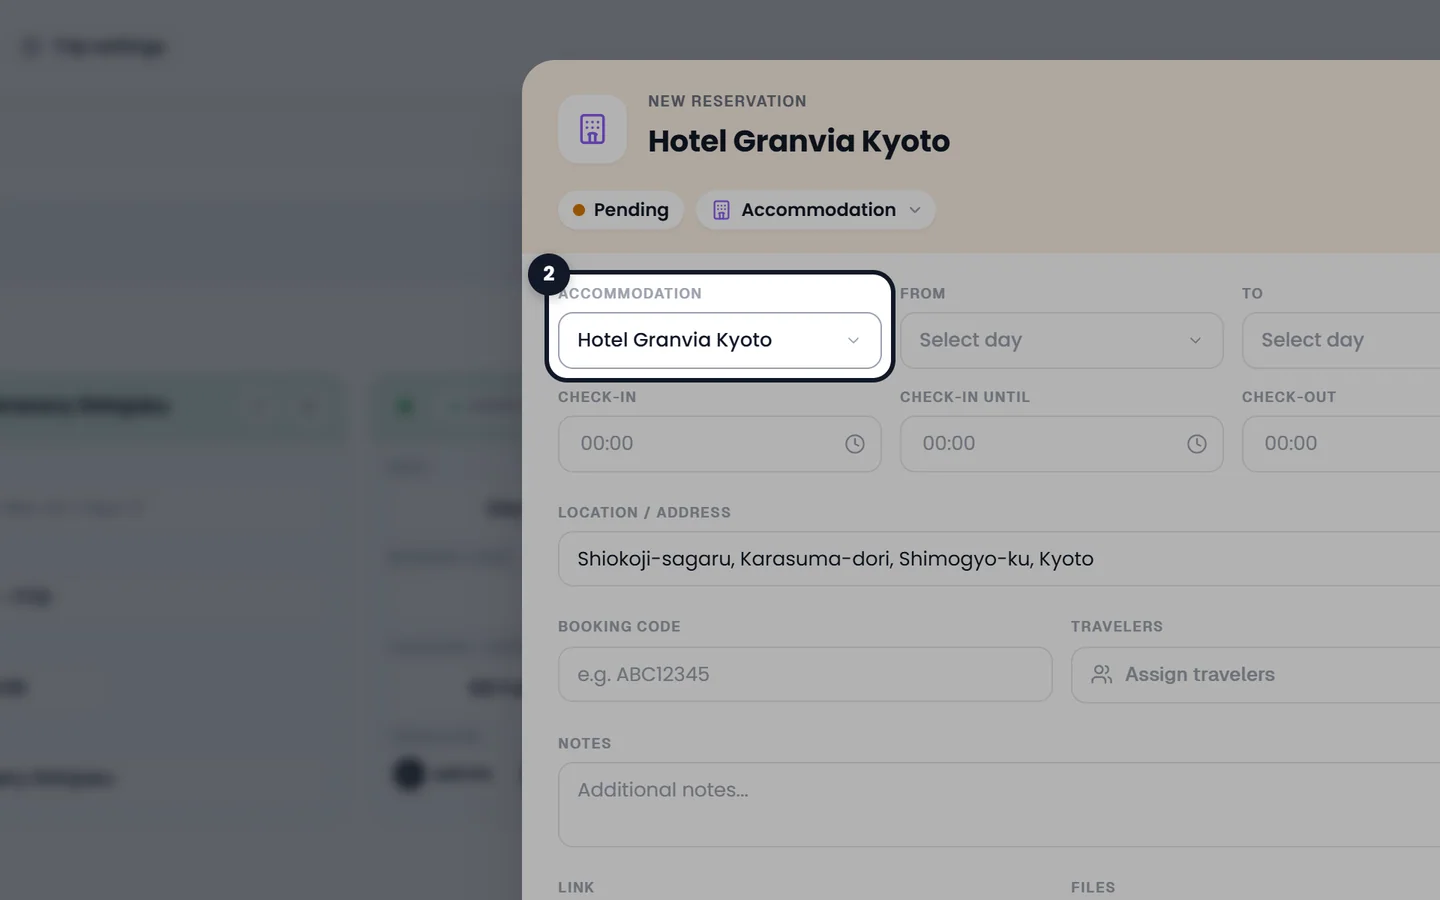 Trip settings
NEW RESERVATION
Hotel Granvia Kyoto
Pending
Accommodation
2
ACCOMMODATION
FROM
TO
Hotel Granvia Kyoto
Select day
Select day
CHECK-IN
CHECK-IN UNTIL
CHECK-OUT
00:00
00:00
00:00
LOCATION / ADDRESS
Shiokoji-sagaru, Karasuma-dori, Shimogyo-ku, Kyoto
BOOKING CODE
TRAVELERS
e.g. ABC12345
Assign travelers
NOTES
Additional notes...
LINK
FILES